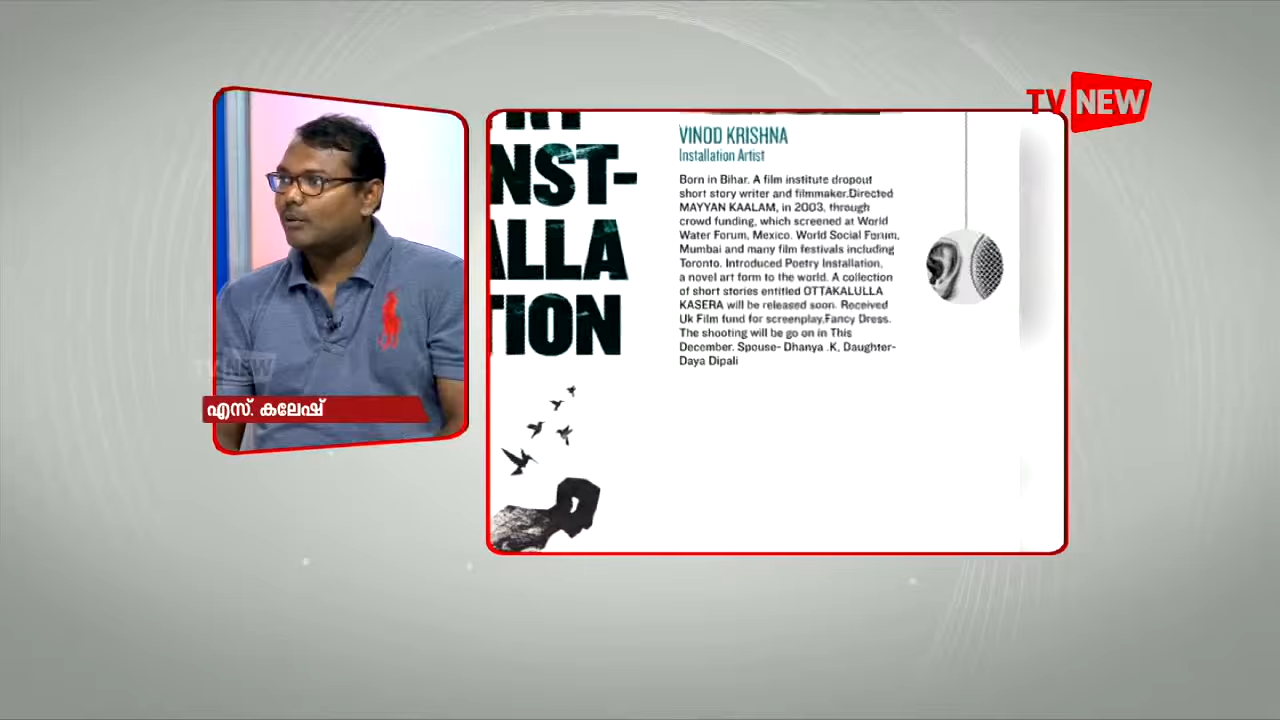 TV NEW
NST-
ALLA
TION
VINOD KRISHNA
Installation Artist
Born in Bihar. A film institute dropout
short story writer and filmmaker.Directed
MAYYAN KAALAM, in 2003, through
crowd funding, which screened at World
Water Forum, Mexico. World Social Forum,
Mumbai and many film festivals including
Toronto. Introduced Poetry Installation,
a novel art form to the world. A collection
of short stories entitled OTTAKALULLA
KASERA will be released soon. Received
Uk Film fund for screenplay,Fancy Dress.
The shooting will be go on in This
December. Spouse- Dhanya .K, Daughter-
Daya Dipali
TV NEW
എസ്. കലേഷ്